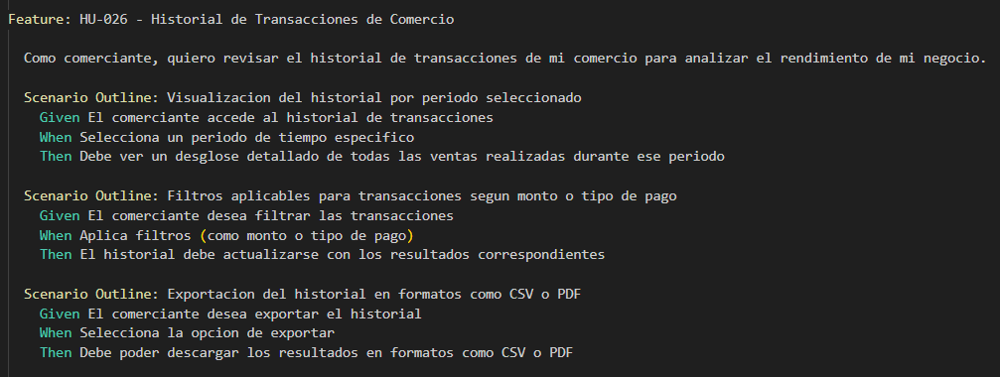 Feature: HU-026 - Historial de Transacciones de Comercio
Como comerciante, quiero revisar el historial de transacciones de mi comercio para analizar el rendimiento de mi negocio.
Scenario Outline: Visualizacion del historial por periodo seleccionado
Given El comerciante accede al historial de transacciones
When Selecciona un periodo de tiempo especifico
Then Debe ver un desglose detallado de todas las ventas realizadas durante ese periodo
Scenario Outline: Filtros aplicables para transacciones segun monto o tipo de pago
Given El comerciante desea filtrar las transacciones
When Aplica filtros (como monto o tipo de pago)
Then El historial debe actualizarse con los resultados correspondientes
Scenario Outline: Exportacion del historial en formatos como CSV o PDF
Given El comerciante desea exportar el historial
When Selecciona la opcion de exportar
Then Debe poder descargar los resultados en formatos como CSV o PDF